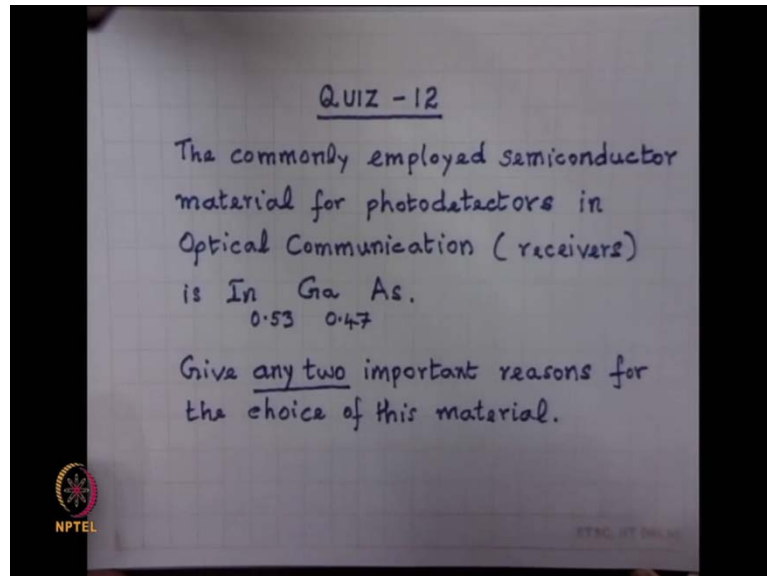 QUIZ - 12
The commonly employed semiconductor
material for photodetectors in
Optical Communication (receivers)
is In Ga As.
0.53 0.47
Give any two important reasons for
the choice of this material.
NPTEL